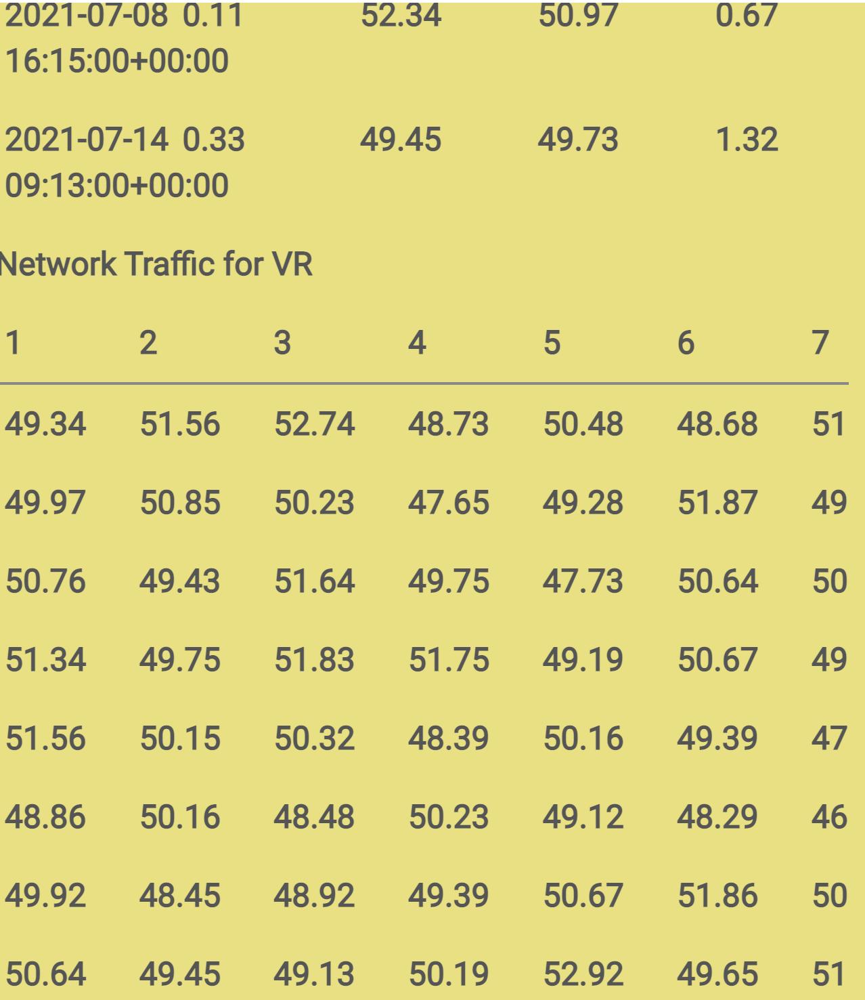 2021-07-08 0.11 52.34 50.97 0.67
16:15:00+00:00
2021-07-14 0.33 49.45 49.73 1.32
09:13:00+00:00
Network Traffic for VR
1 2 3 4 5 6 7
49.34 51.56 52.74 48.73 50.48 48.68 51
49.97 50.85 50.23 47.65 49.28 51.87 49
50.76 49.43 51.64 49.75 47.73 50.64 50
51.34 49.75 51.83 51.75 49.19 50.67 49
51.56 50.15 50.32 48.39 50.16 49.39 47
48.86 50.16 48.48 50.23 49.12 48.29 46
49.92 48.45 48.92 49.39 50.67 51.86 50
50.64 49.45 49.13 50.19 52.92 49.65 51